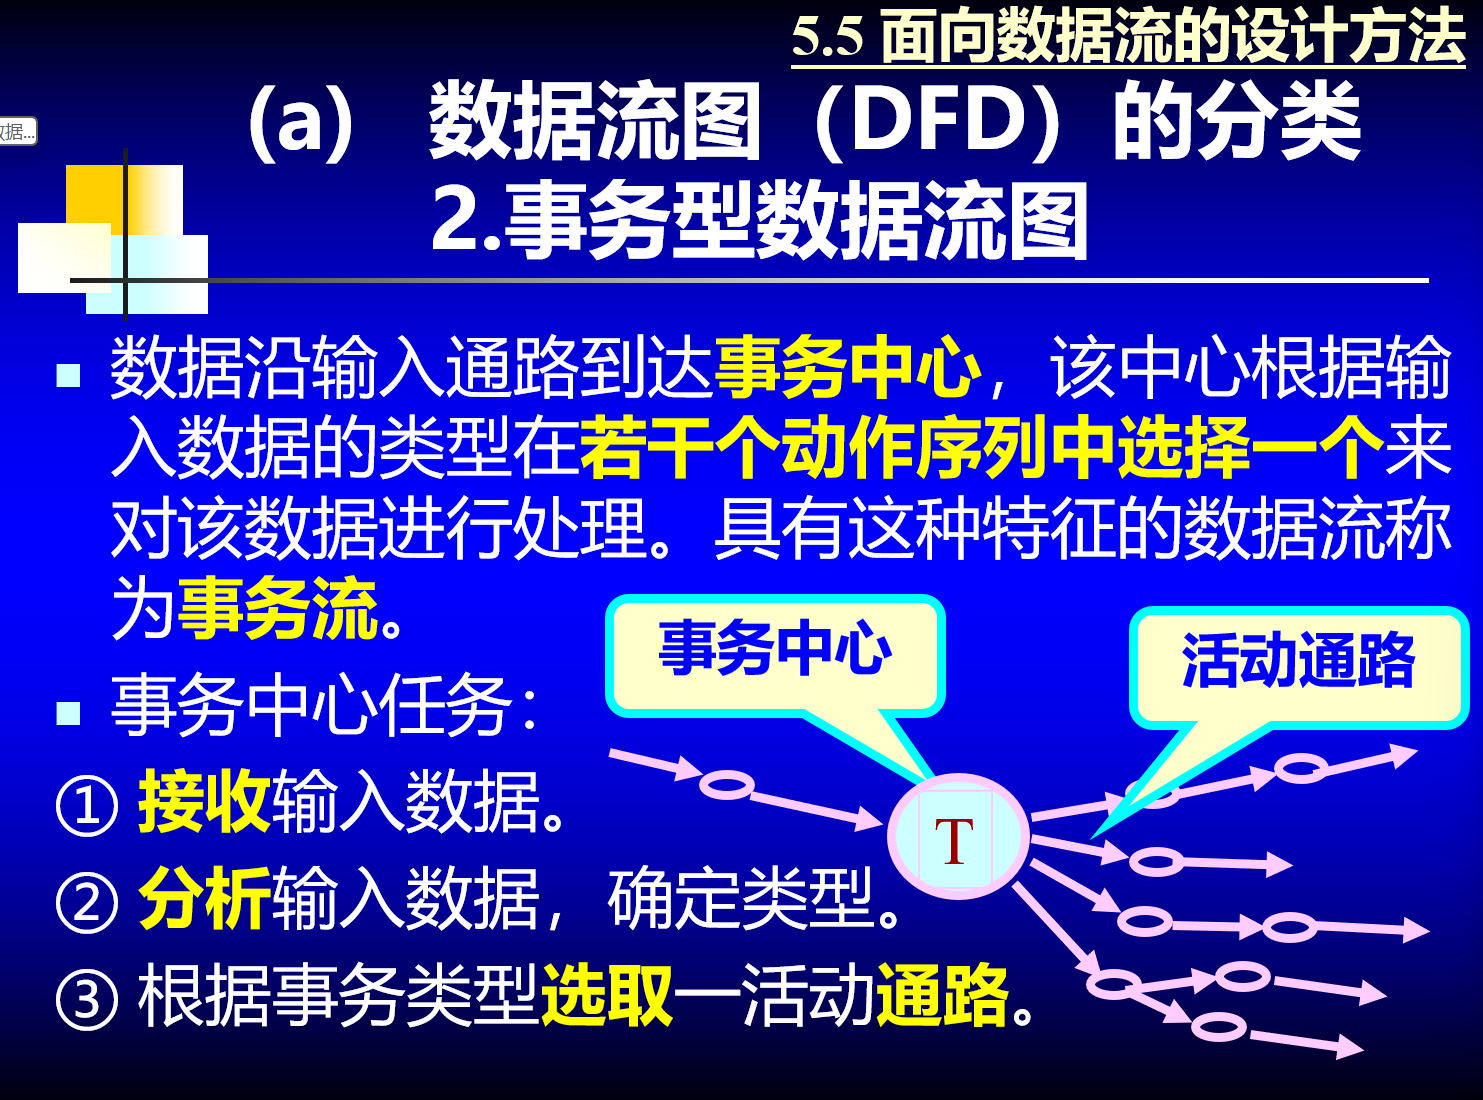 5.5 面向数据流的设计方法
(a) 数据流图（DFD）的分类
2.事务型数据流图
数据...
数据沿输入通路到达事务中心，该中心根据输
入数据的类型在若干个动作序列中选择一个来
对该数据进行处理。具有这种特征的数据流称
为事务流。
事务中心
活动通路
事务中心任务：
① 接收输入数据。
T
② 分析输入数据，确定类型。
③ 根据事务类型选取一活动通路。